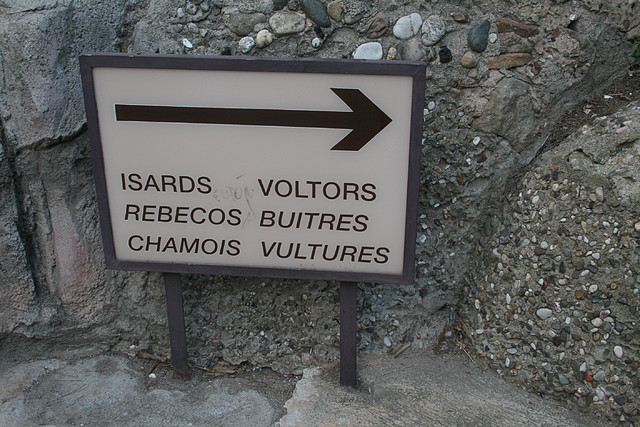 ISARDS VOLTORS
REBECOS BUITRES
CHAMOIS VULTURES